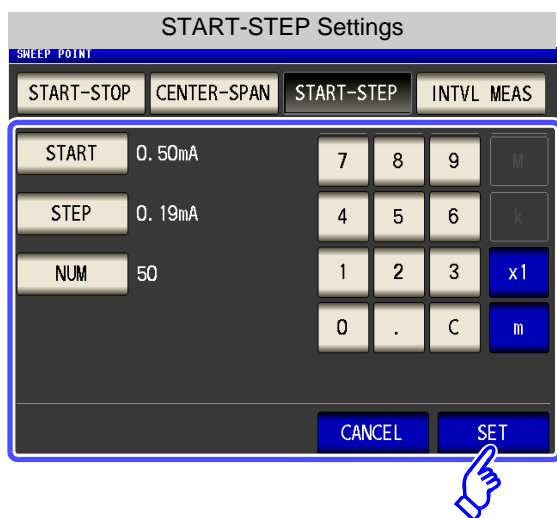 START-STEP Settings
SWEEP POINT
START-STOP CENTER-SPAN START-STEP INTVL MEAS
START 0.50mA 7 8 9 M
STEP 0.19mA 4 5 6 k
NUM 50 1 2 3 x1
0 . C m
CANCEL SET